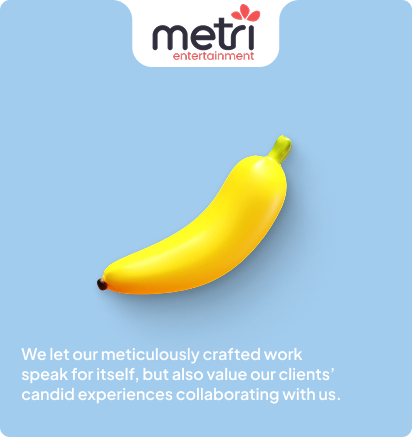 metri
entertainment
We let our meticulously crafted work
speak for itself, but also value our clients’
candid experiences collaborating with us.